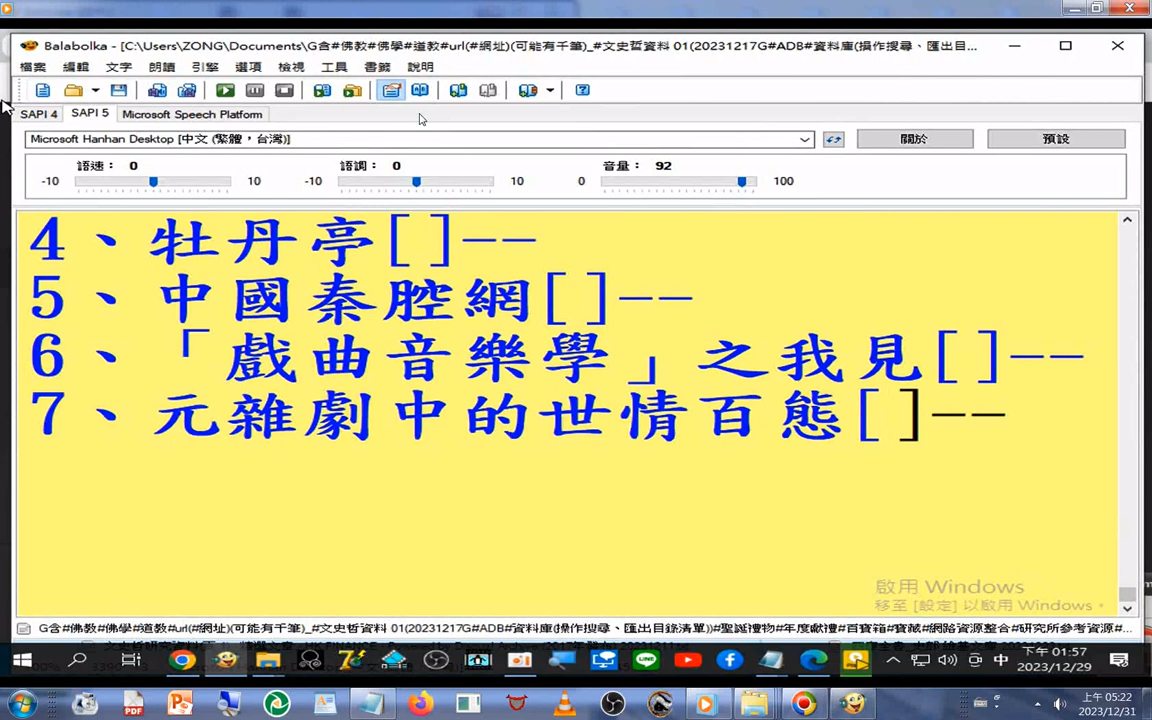 Balabolka - [C:\Users\ZONG\Documents\G含#佛教#佛學#道教#url(#網址)(可能有千筆)_#文史哲資料 01(20231217G#ADB#資料庫(操作搜尋、匯出目...
檔案 編輯 文字 朗讀 引擎 選項 檢視 工具 書籤 說明
SAPI 4 SAPI 5 Microsoft Speech Platform
Microsoft Hanhan Desktop [中文 (繁體，台灣)] 關於 預設
語速： 0 語調： 0 音量： 92
-10 10 -10 10 0 100
4、牡丹亭[ ]--
5、中國秦腔網[ ]--
6、「戲曲音樂學」之我見[ ]--
7、元雜劇中的世情百態[ ]--
啟用 Windows
移至 [設定] 以啟用 Windows。
G含#佛教#佛學#道教#url(#網址)(可能有千筆)_#文史哲資料 01(20231217G#ADB#資料庫(操作搜尋、匯出目錄清單))#聖誕禮物#年度獻禮#百寶箱#寶藏#網路資源整合#研究所參考資源#...
中 下午 01:57
2023/12/29
上午 05:22
2023/12/31